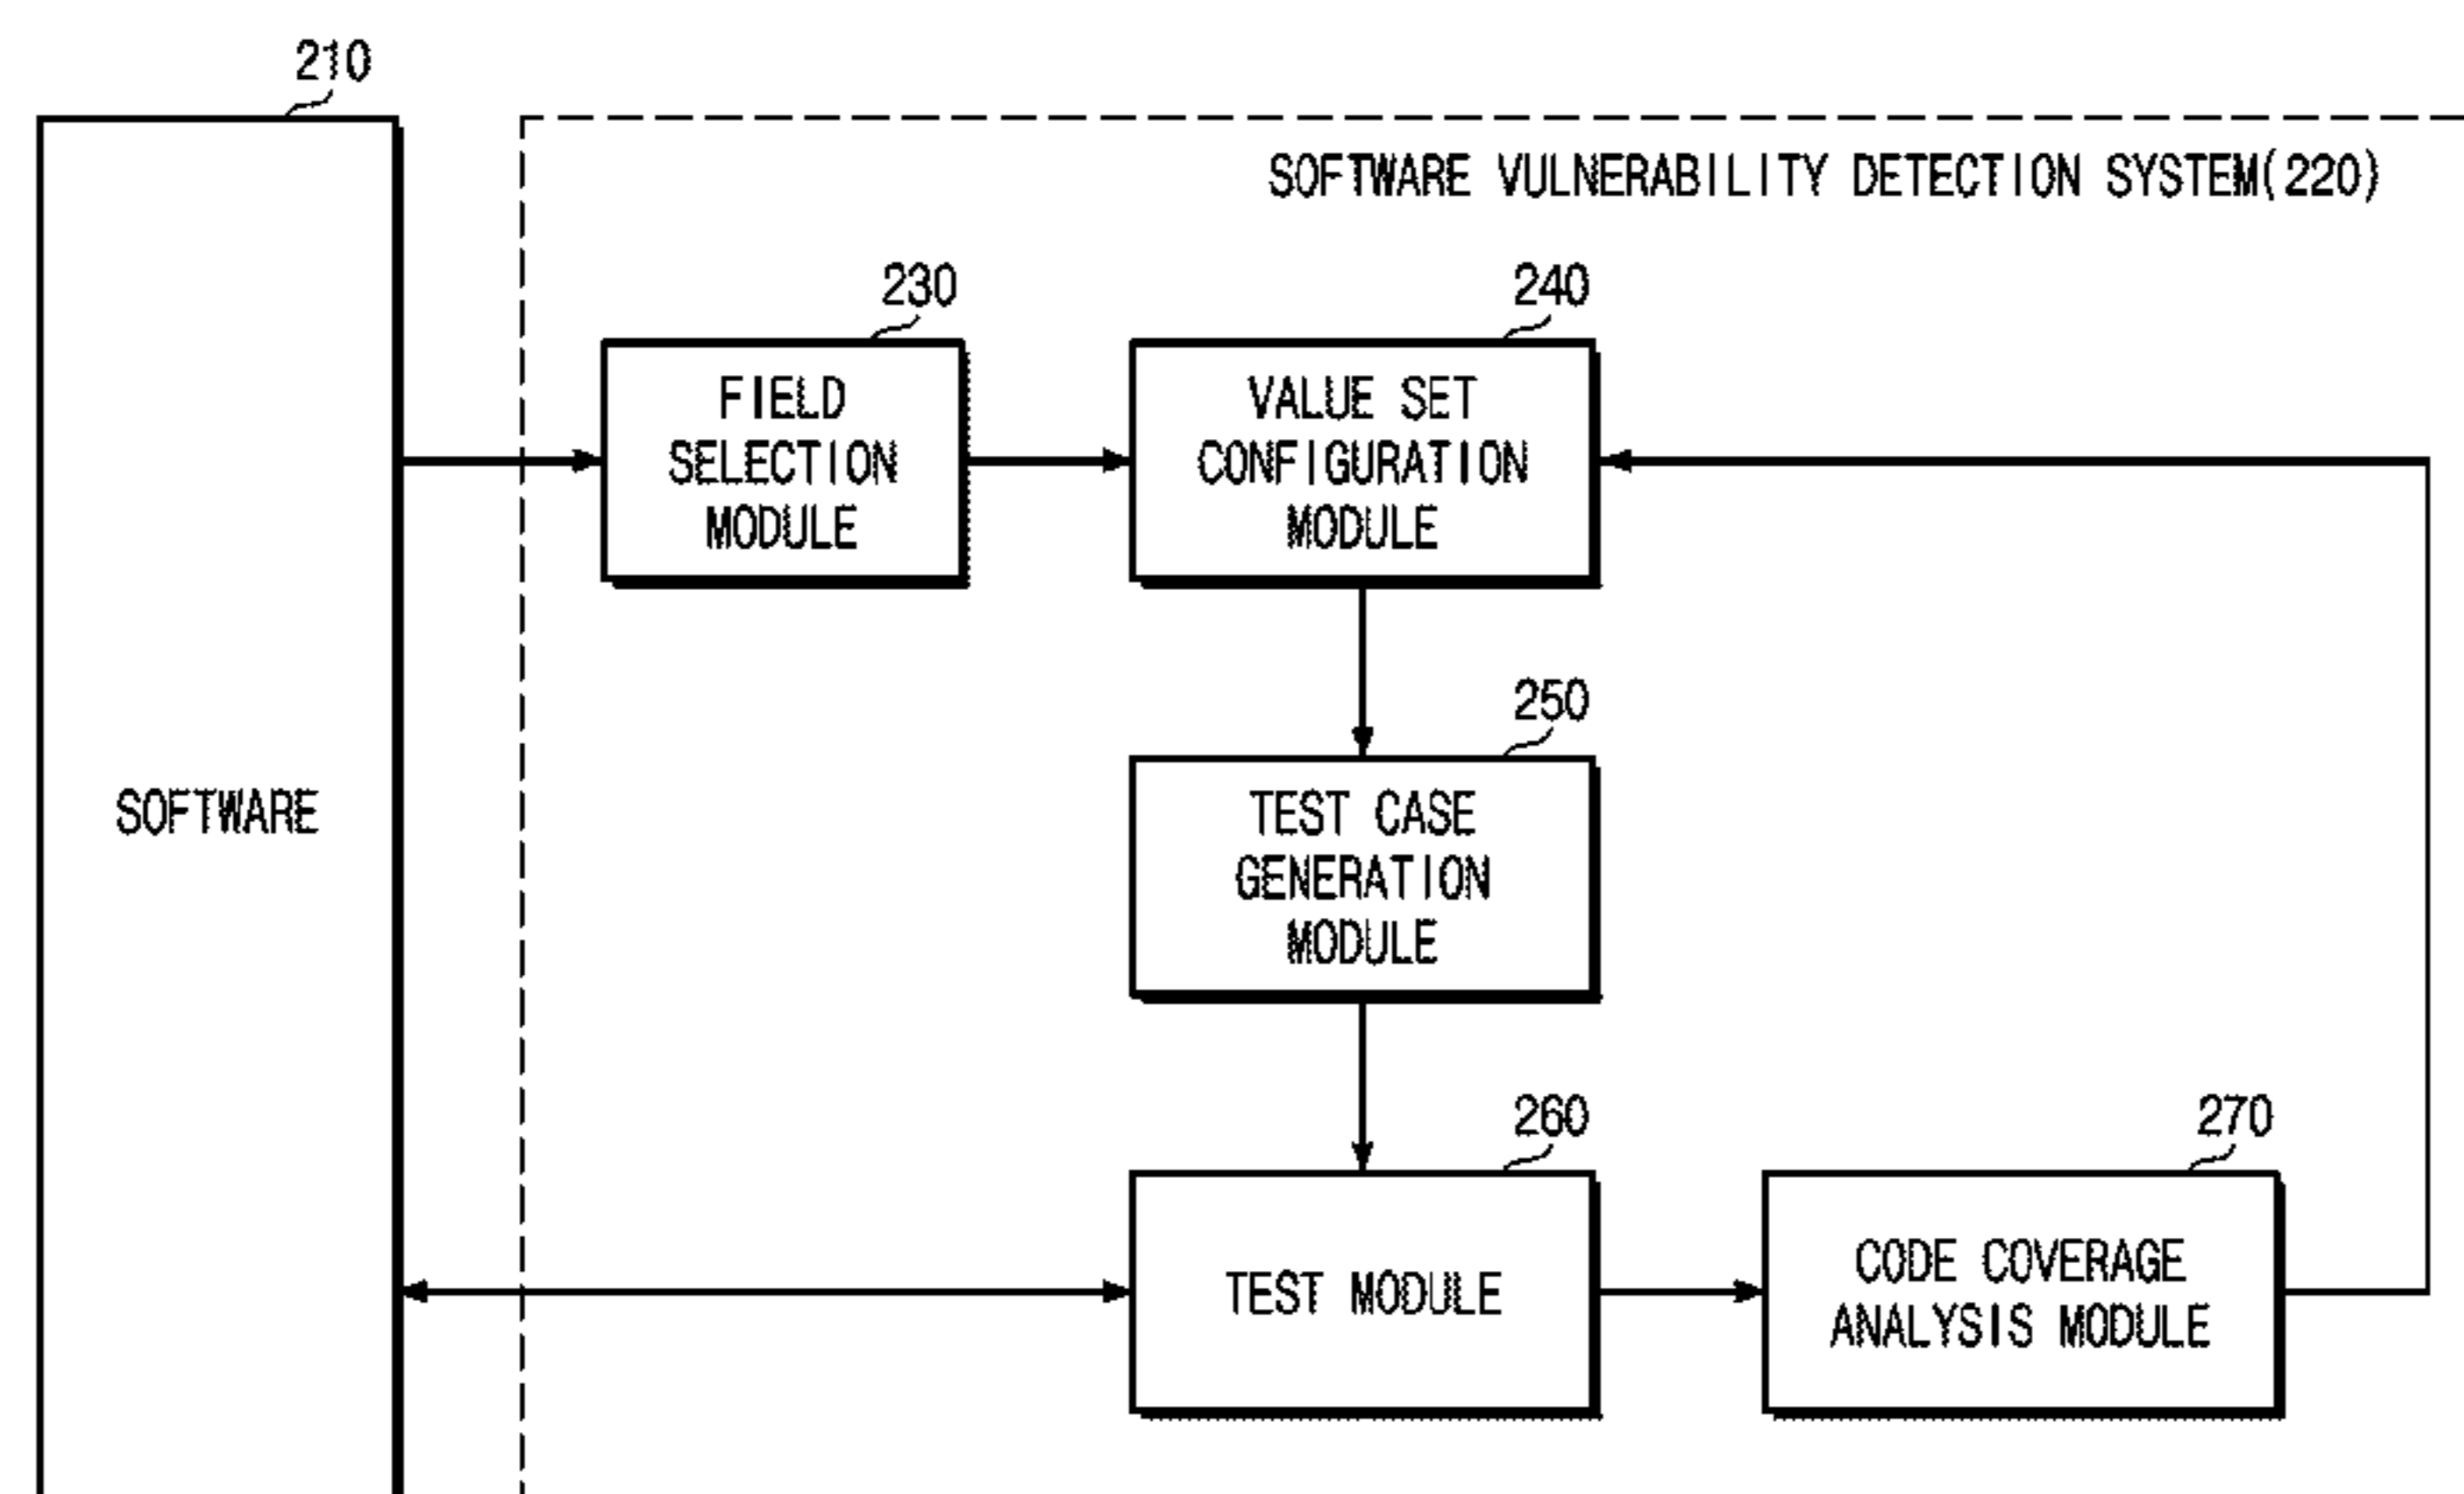 210
SOFTWARE VULNERABILITY DETECTION SYSTEM(220)
230
240
FIELD
SELECTION
MODULE
VALUE SET
CONFIGURATION
MODULE
250
SOFTWARE
TEST CASE
GENERATION
MODULE
260
270
TEST MODULE
CODE COVERAGE
ANALYSIS MODULE